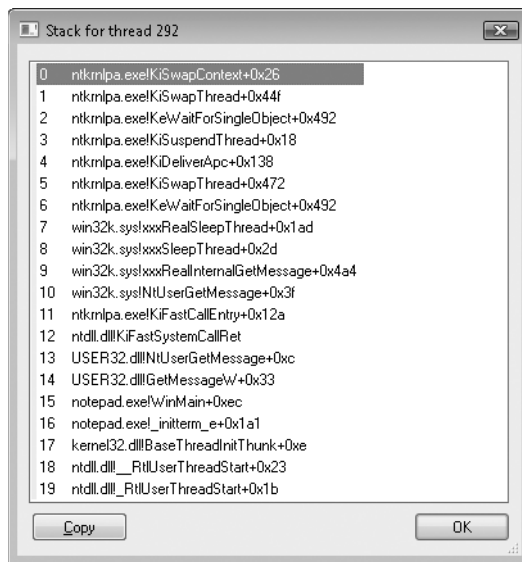 Stack for thread 292
0 ntkrnlpa.exe!KiSwapContext+0x26
1 ntkrnlpa.exe!KiSwapThread+0x44f
2 ntkrnlpa.exe!KeWaitForSingleObject+0x492
3 ntkrnlpa.exe!KiSuspendThread+0x18
4 ntkrnlpa.exe!KiDeliverApc+0x138
5 ntkrnlpa.exe!KiSwapThread+0x472
6 ntkrnlpa.exe!KeWaitForSingleObject+0x492
7 win32k.sys!xxxRealSleepThread+0x1ad
8 win32k.sys!xxxSleepThread+0x2d
9 win32k.sys!xxxRealInternalGetMessage+0x4a4
10 win32k.sys!NtUserGetMessage+0x3f
11 ntkrnlpa.exe!KiFastCallEntry+0x12a
12 ntdll.dll!KiFastSystemCallRet
13 USER32.dll!NtUserGetMessage+0xc
14 USER32.dll!GetMessageW+0x33
15 notepad.exe!WinMain+0xec
16 notepad.exe!_initterm_e+0x1a1
17 kernel32.dll!BaseThreadInitThunk+0xe
18 ntdll.dll!__RtlUserThreadStart+0x23
19 ntdll.dll!_RtlUserThreadStart+0x1b
Copy OK